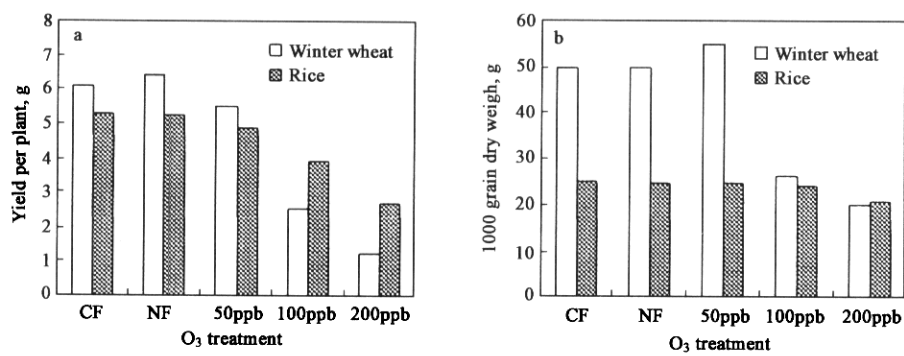 a
Winter wheat
Rice
Yield per plant, g
8
7
6
5
4
3
2
1
0
CF NF 50ppb 100ppb 200ppb
O₃ treatment
b
Winter wheat
Rice
1000 grain dry weigh, g
60
50
40
30
20
10
0
CF NF 50ppb 100ppb 200ppb
O₃ treatment